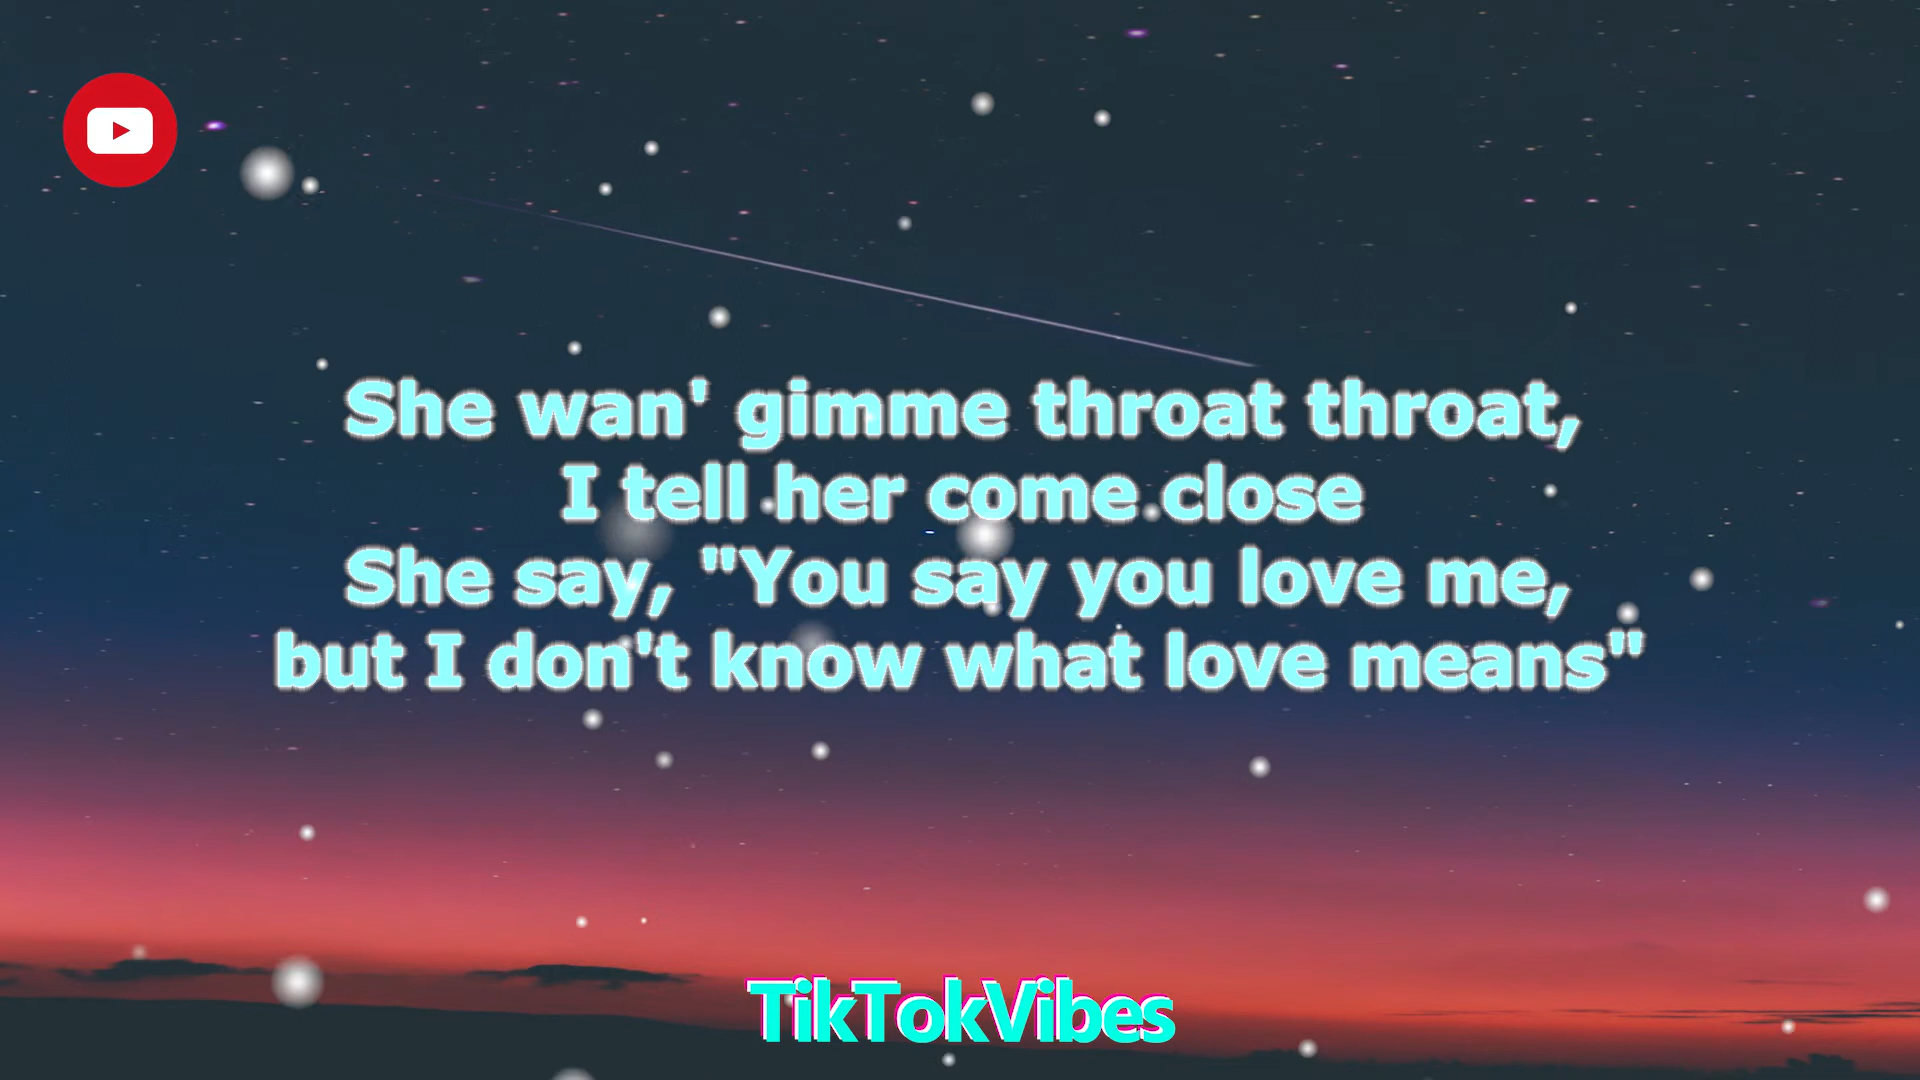 She wan' gimme throat throat,
I tell her come close
She say, "You say you love me,
but I don't know what love means"
TikTokVibes